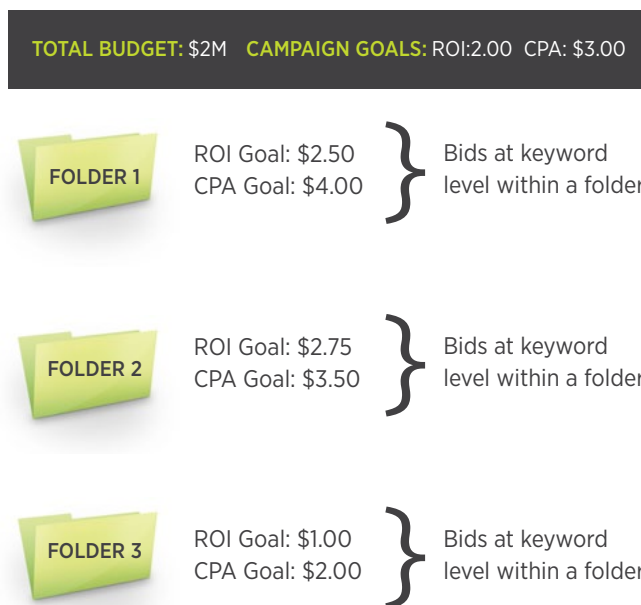 TOTAL BUDGET: $2M CAMPAIGN GOALS: ROI:2.00 CPA: $3.00
FOLDER 1
ROI Goal: $2.50
CPA Goal: $4.00
Bids at keyword
level within a folder
FOLDER 2
ROI Goal: $2.75
CPA Goal: $3.50
Bids at keyword
level within a folder
FOLDER 3
ROI Goal: $1.00
CPA Goal: $2.00
Bids at keyword
level within a folder